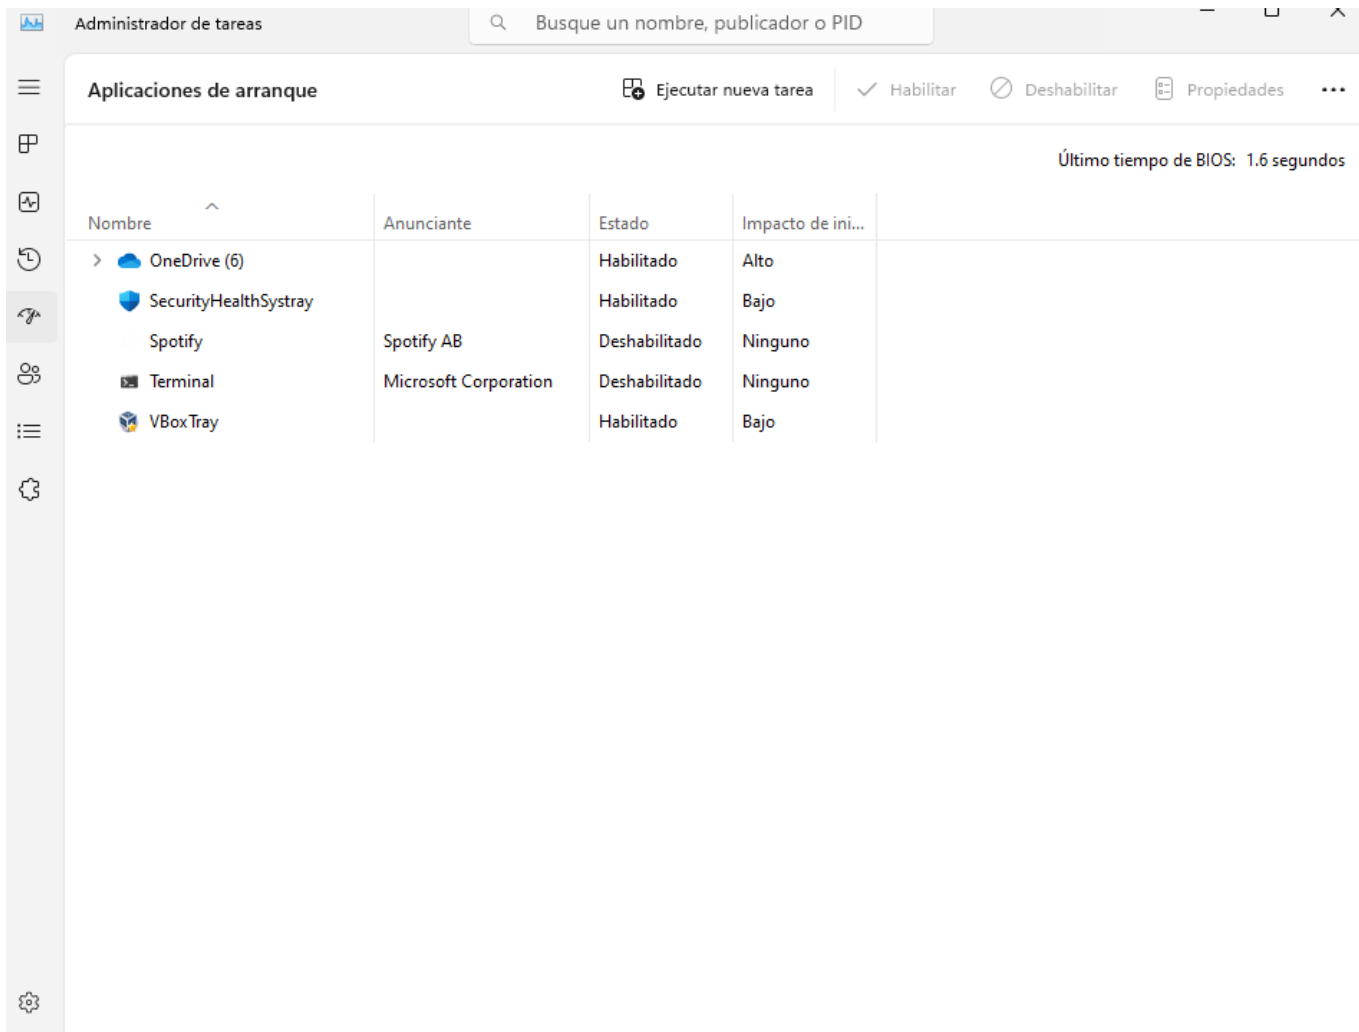 Administrador de tareas
Busque un nombre, publicador o PID
Aplicaciones de arranque
Ejecutar nueva tarea
Habilitar
Deshabilitar
Propiedades
Último tiempo de BIOS: 1.6 segundos
Nombre Anunciante Estado Impacto de ini...
OneDrive (6) Habilitado Alto
SecurityHealthSystray Habilitado Bajo
Spotify Spotify AB Deshabilitado Ninguno
Terminal Microsoft Corporation Deshabilitado Ninguno
VBoxTray Habilitado Bajo